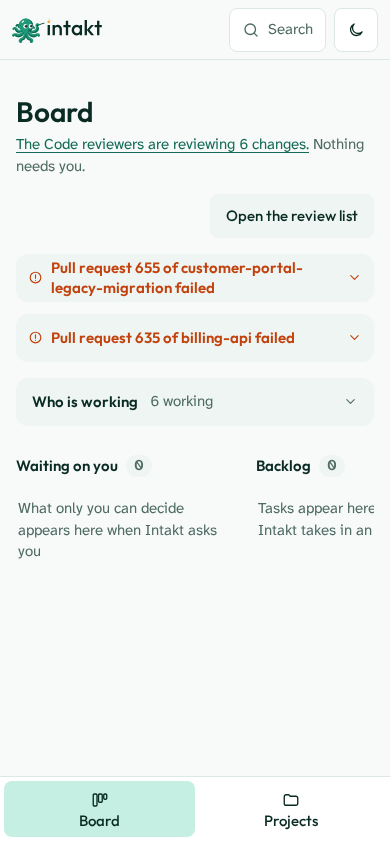 intakt
Search
Board
The Code reviewers are reviewing 6 changes. Nothing
needs you.
Open the review list
Pull request 655 of customer-portal-
legacy-migration failed
Pull request 635 of billing-api failed
Who is working 6 working
Waiting on you 0
What only you can decide
appears here when Intakt asks
you
Backlog 0
Tasks appear here
Intakt takes in an
Board
Projects